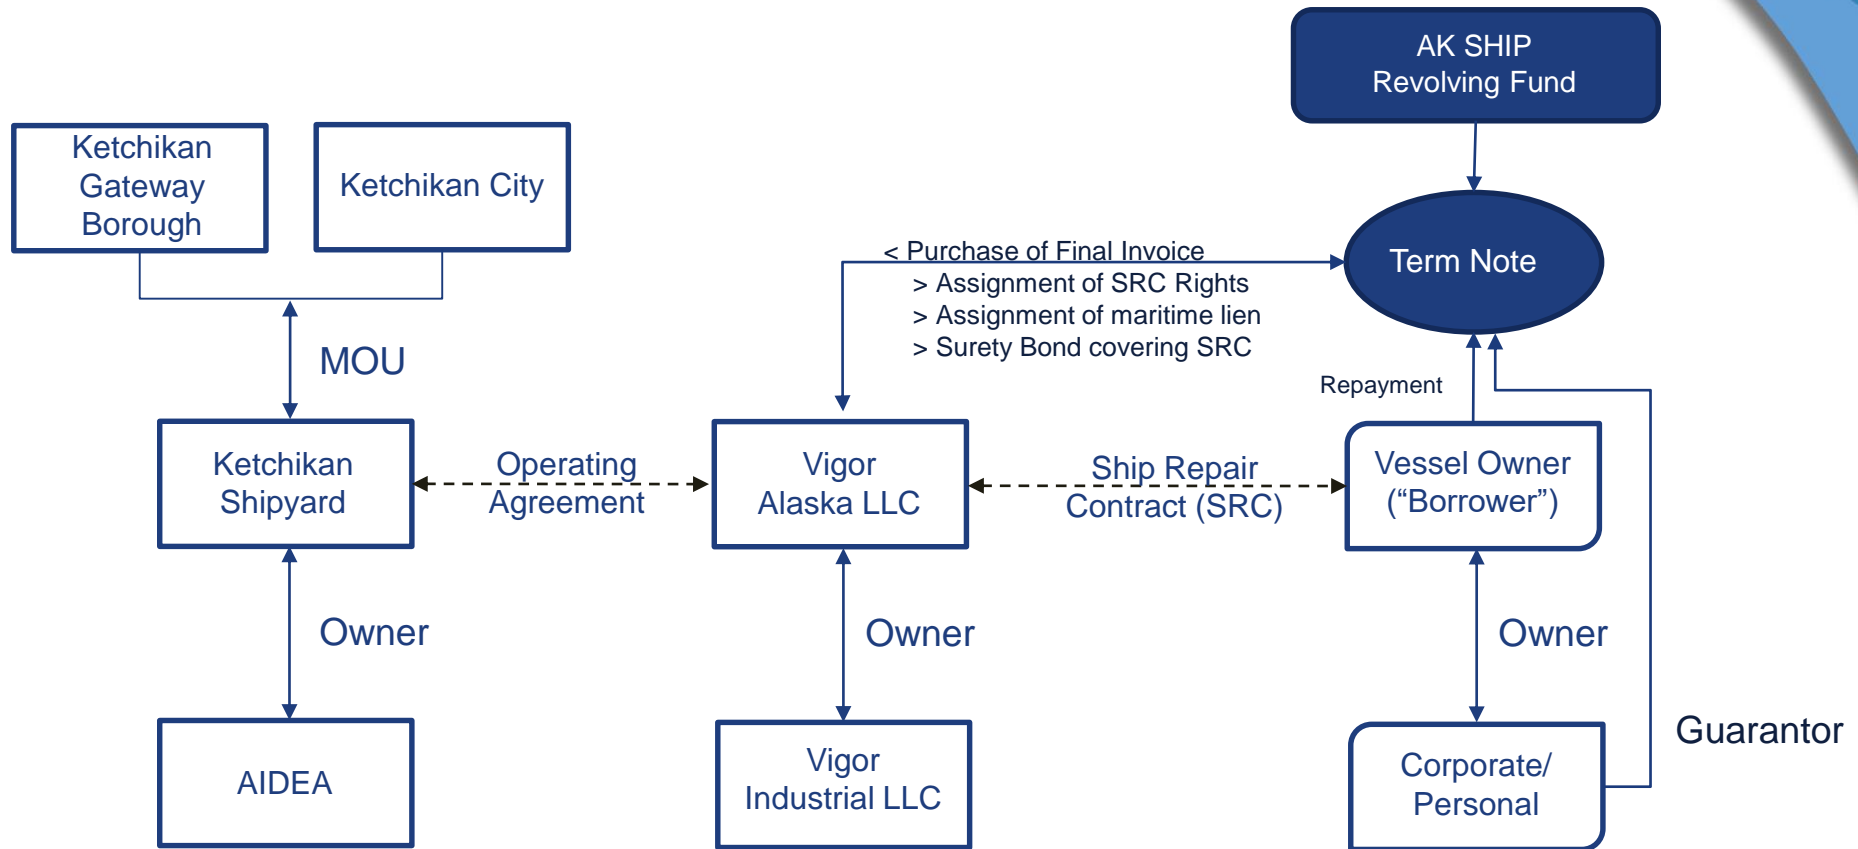 AK SHIP
Revolving Fund
Ketchikan
Gateway
Borough
Ketchikan City
< Purchase of Final Invoice
> Assignment of SRC Rights
> Assignment of maritime lien
> Surety Bond covering SRC
Term Note
MOU
Repayment
Ketchikan
Shipyard
Operating
Agreement
Vigor
Alaska LLC
Ship Repair
Contract (SRC)
Vessel Owner
(“Borrower”)
Owner
Owner
Owner
Guarantor
AIDEA
Vigor
Industrial LLC
Corporate/
Personal